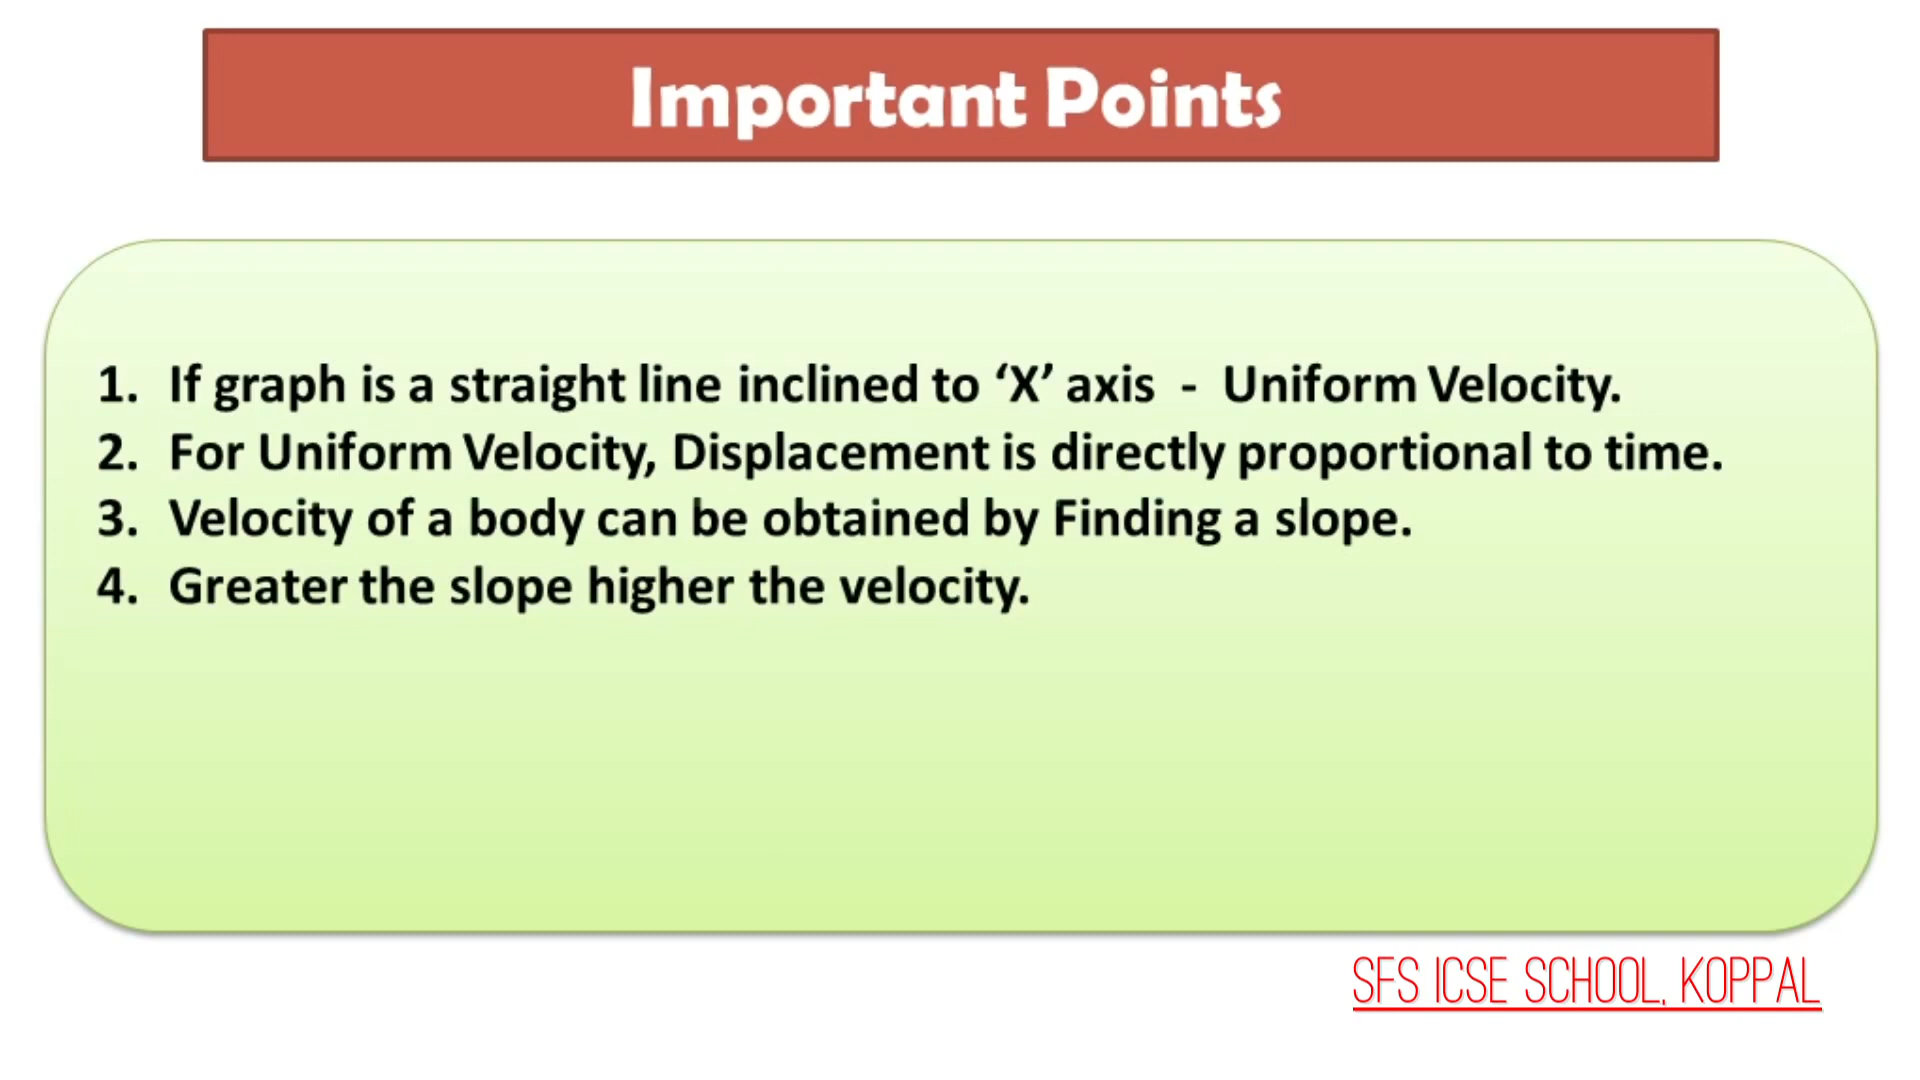 Important Points
1. If graph is a straight line inclined to ‘X’ axis - Uniform Velocity.
2. For Uniform Velocity, Displacement is directly proportional to time.
3. Velocity of a body can be obtained by Finding a slope.
4. Greater the slope higher the velocity.
SFS ICSE SCHOOL, KOPPAL